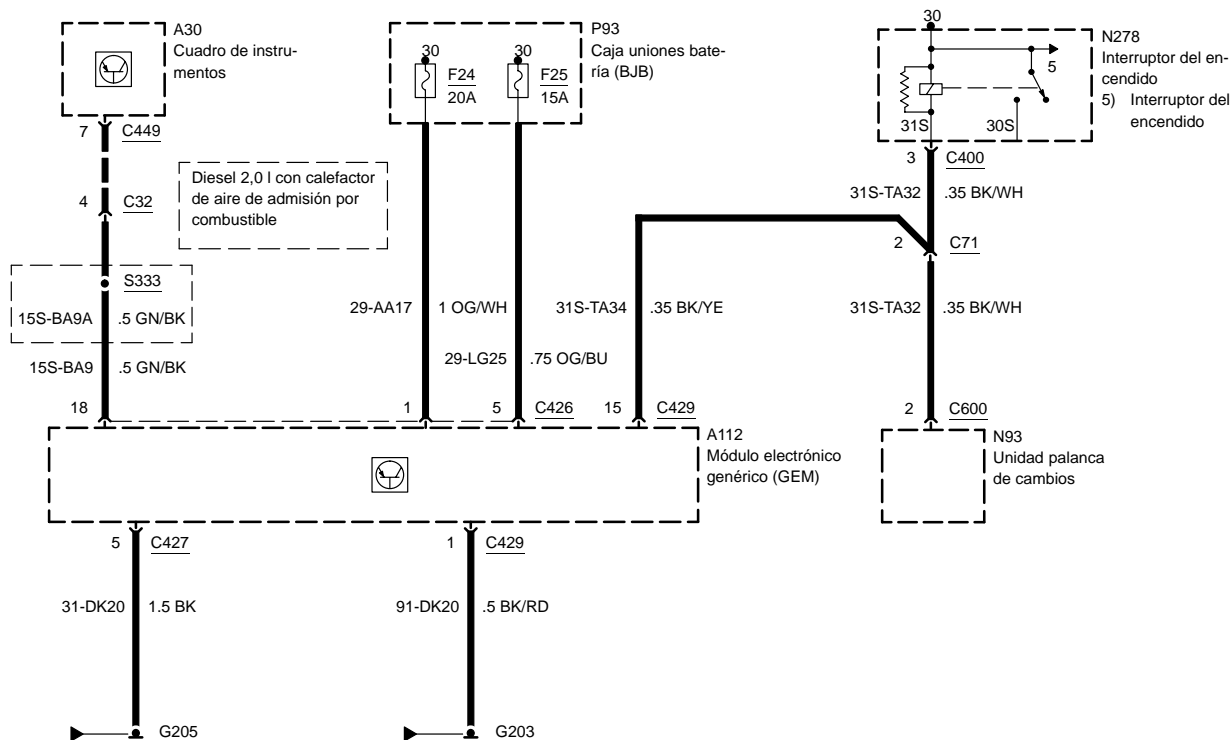 A30
Cuadro de instru-
mentos
7 C449
4 C32
Diesel 2,0 l con calefactor
de aire de admisión por
combustible
S333
15S-BA9A .5 GN/BK
15S-BA9 .5 GN/BK
18
P93
Caja uniones bate-
ría (BJB)
30 30
F24 F25
20A 15A
29-AA17 1 OG/WH
29-LG25 .75 OG/BU
1 5 C426
31S-TA34 .35 BK/YE
15 C429
30
N278
Interruptor del en-
cendido
5) Interruptor del
encendido
5
31S 30S
3 C400
31S-TA32 .35 BK/WH
2 C71
31S-TA32 .35 BK/WH
2 C600
N93
Unidad palanca
de cambios
A112
Módulo electrónico
genérico (GEM)
5 C427
1 C429
31-DK20 1.5 BK
91-DK20 .5 BK/RD
G205
G203